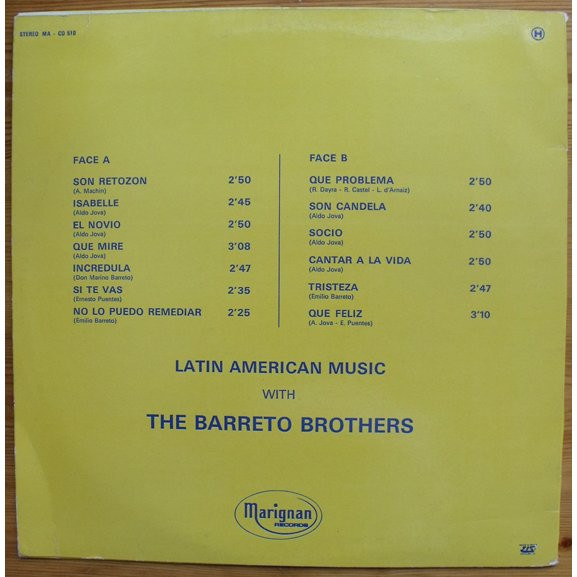 STEREO MA - CO 510
H
FACE A
SON RETOZON 2'50
(A. Machin)
ISABELLE 2'45
(Aldo Jova)
EL NOVIO 2'50
(Aldo Jova)
QUE MIRE 3'08
(Aldo Jova)
INCREDULA 2'47
(Don Marino Barreto)
SI TE VAS 2'35
(Ernesto Puentes)
NO LO PUEDO REMEDIAR 2'25
(Emilio Barreto)
FACE B
QUE PROBLEMA 2'50
(R. Dayra - R. Castel - L. d'Arnaiz)
SON CANDELA 2'40
(Aldo Jova)
SOCIO 2'50
(Aldo Jova)
CANTAR A LA VIDA 2'50
(Aldo Jova)
TRISTEZA 2'47
(Emilio Barreto)
QUE FELIZ 3'10
(A. Jova - E. Puentes)
LATIN AMERICAN MUSIC
WITH
THE BARRETO BROTHERS
Marignan
RECORDS